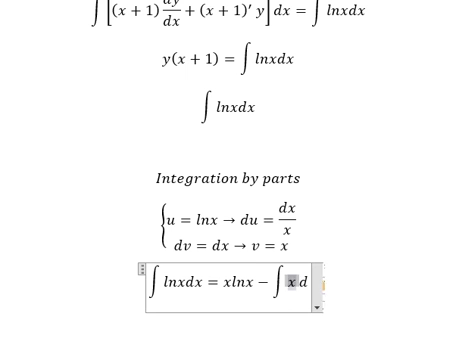 ∫[(x + 1) dy/dx + (x + 1)′ y] dx = ∫ lnxdx
y(x + 1) = ∫ lnxdx
∫ lnxdx
Integration by parts
{u = lnx → du = dx/x
dv = dx → v = x
∫ lnxdx = xlnx − ∫ x d